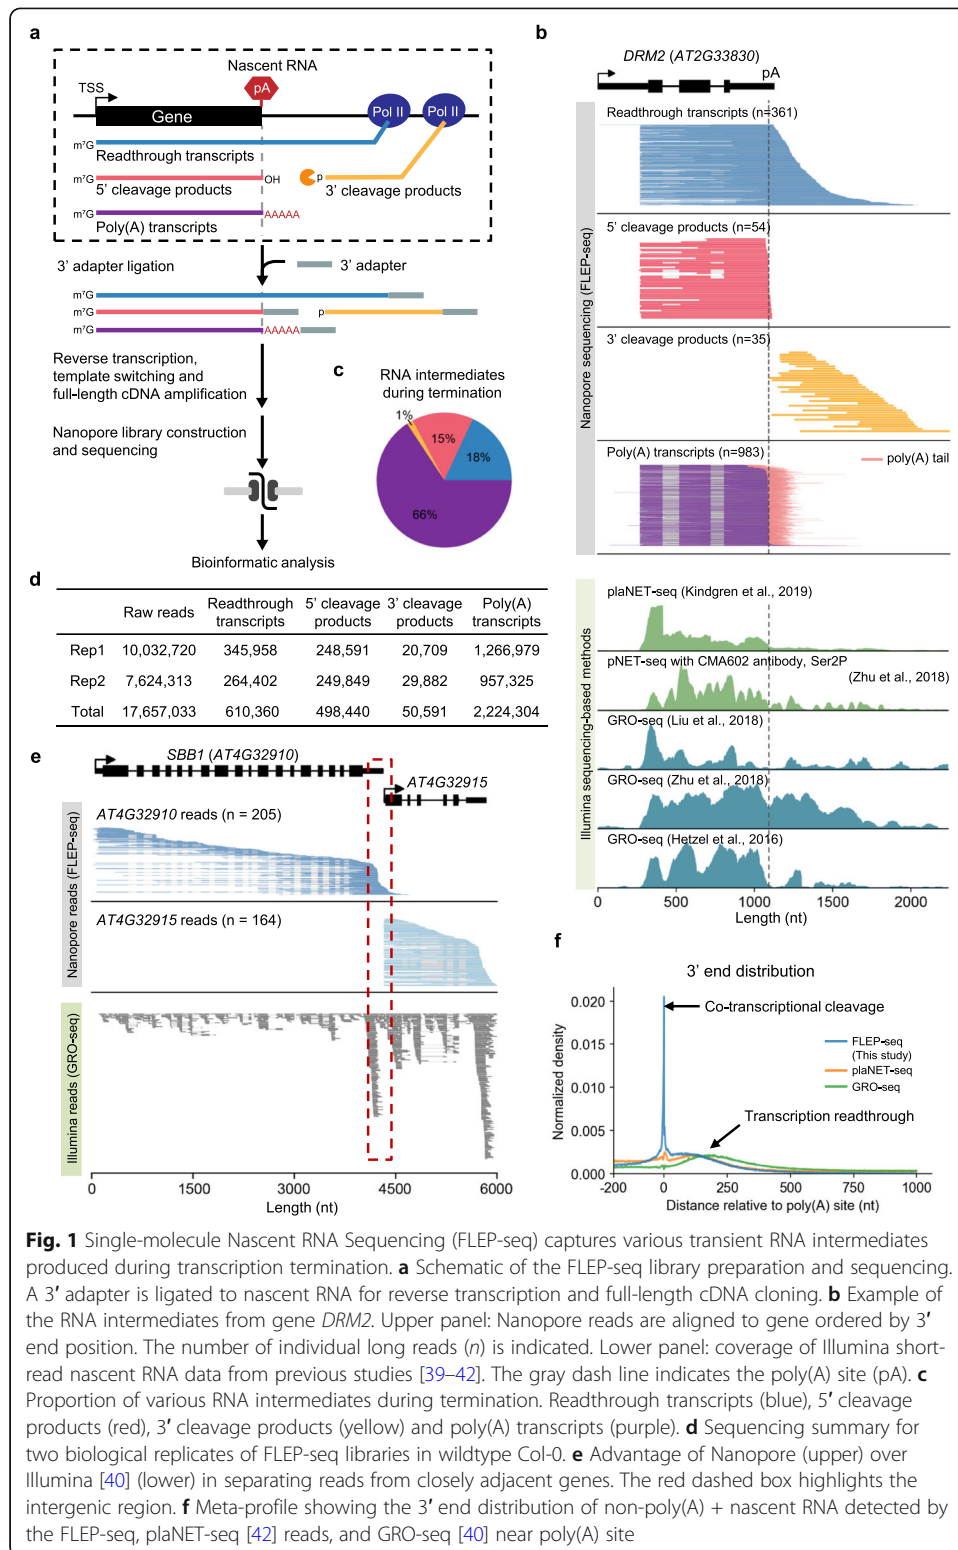 a
Nascent RNA
pA
TSS
Gene
Pol II
Pol II
m⁷G
Readthrough transcripts
m⁷G
OH
p
5' cleavage products
3' cleavage products
m⁷G
AAAAA
Poly(A) transcripts
3' adapter ligation
3' adapter
m⁷G
m⁷G
p
m⁷G
AAAAA
Reverse transcription,
template switching and
full-length cDNA amplification
Nanopore library construction
and sequencing
Bioinformatic analysis
b
DRM2 (AT2G33830)
pA
Nanopore sequencing (FLEP-seq)
Readthrough transcripts (n=361)
5' cleavage products (n=54)
3' cleavage products (n=35)
Poly(A) transcripts (n=983)
poly(A) tail
Illumina sequencing-based methods
plaNET-seq (Kindgren et al., 2019)
pNET-seq with CMA602 antibody, Ser2P
(Zhu et al., 2018)
GRO-seq (Liu et al., 2018)
GRO-seq (Zhu et al., 2018)
GRO-seq (Hetzel et al., 2016)
0 500 1000 1500 2000
Length (nt)
c
RNA intermediates
during termination
1%
15%
18%
66%
d
Raw reads Readthrough transcripts 5' cleavage products 3' cleavage products Poly(A) transcripts
Rep1 10,032,720 345,958 248,591 20,709 1,266,979
Rep2 7,624,313 264,402 249,849 29,882 957,325
Total 17,657,033 610,360 498,440 50,591 2,224,304
e
SBB1 (AT4G32910)
AT4G32915
Nanopore reads (FLEP-seq)
AT4G32910 reads (n = 205)
AT4G32915 reads (n = 164)
Illumina reads (GRO-seq)
0 1500 3000 4500 6000
Length (nt)
f
3' end distribution
Normalized density
0.020
0.015
0.010
0.005
0.000
Co-transcriptional cleavage
FLEP-seq
(This study)
plaNET-seq
GRO-seq
Transcription readthrough
-200 0 250 500 750 1000
Distance relative to poly(A) site (nt)
Fig. 1 Single-molecule Nascent RNA Sequencing (FLEP-seq) captures various transient RNA intermediates
produced during transcription termination. a Schematic of the FLEP-seq library preparation and sequencing.
A 3′ adapter is ligated to nascent RNA for reverse transcription and full-length cDNA cloning. b Example of
the RNA intermediates from gene DRM2. Upper panel: Nanopore reads are aligned to gene ordered by 3′
end position. The number of individual long reads (n) is indicated. Lower panel: coverage of Illumina short-
read nascent RNA data from previous studies [39–42]. The gray dash line indicates the poly(A) site (pA). c
Proportion of various RNA intermediates during termination. Readthrough transcripts (blue), 5′ cleavage
products (red), 3′ cleavage products (yellow) and poly(A) transcripts (purple). d Sequencing summary for
two biological replicates of FLEP-seq libraries in wildtype Col-0. e Advantage of Nanopore (upper) over
Illumina [40] (lower) in separating reads from closely adjacent genes. The red dashed box highlights the
intergenic region. f Meta-profile showing the 3′ end distribution of non-poly(A) + nascent RNA detected by
the FLEP-seq, plaNET-seq [42] reads, and GRO-seq [40] near poly(A) site